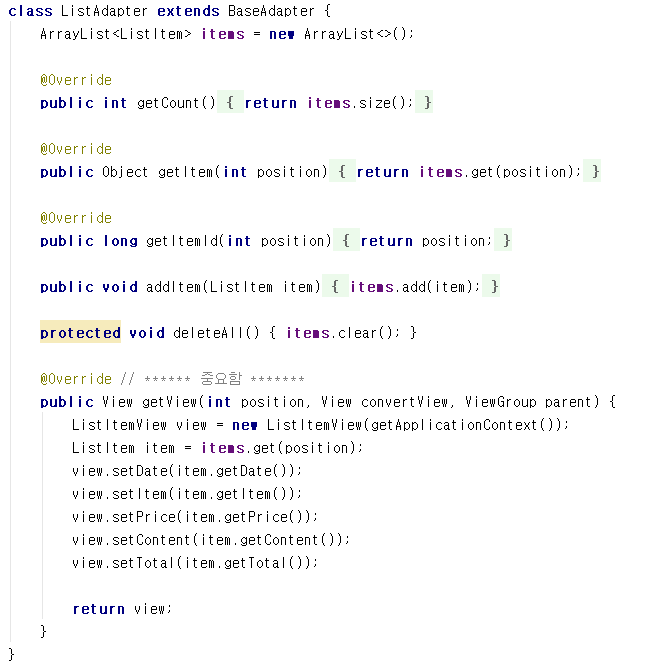 class ListAdapter extends BaseAdapter {
    ArrayList<ListItem> items = new ArrayList<>();
    @Override
    public int getCount() { return items.size(); }
    @Override
    public Object getItem(int position) { return items.get(position); }
    @Override
    public long getItemId(int position) { return position; }
    public void addItem(ListItem item) { items.add(item); }
    protected void deleteAll() { items.clear(); }
    @Override // ****** 중요함 *******
    public View getView(int position, View convertView, ViewGroup parent) {
        ListItemView view = new ListItemView(getApplicationContext());
        ListItem item = items.get(position);
        view.setDate(item.getDate());
        view.setItem(item.getItem());
        view.setPrice(item.getPrice());
        view.setContent(item.getContent());
        view.setTotal(item.getTotal());
        return view;
    }
}